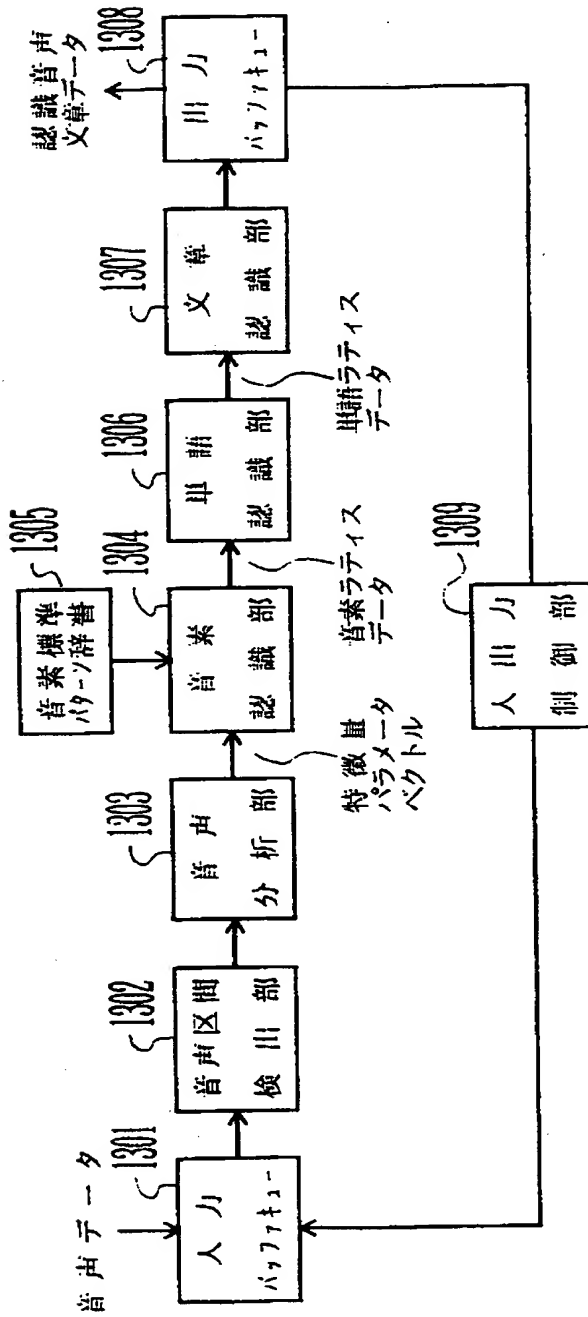 音声データ
1301
入力
バッファキュー
1302
音声区間
検出部
1303
音声
分析部
特徴量
パラメータ
ベクトル
1305
音素標準
パターン辞書
1304
音素
認識部
音素ラティス
データ
1306
単語
認識部
単語ラティス
データ
1307
文章
認識部
認識音声
文章データ
1308
出力
バッファキュー
1309
入出力
制御部